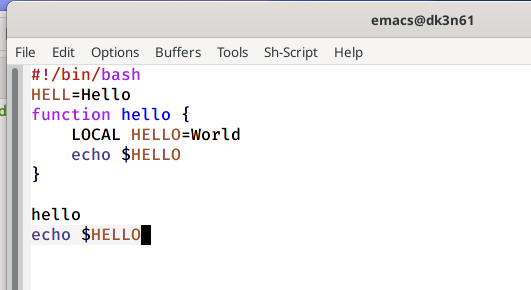 emacs@dk3n61
File Edit Options Buffers Tools Sh-Script Help
#!/bin/bash
HELL=Hello
function hello {
    LOCAL HELLO=World
    echo $HELLO
}
hello
echo $HELLO